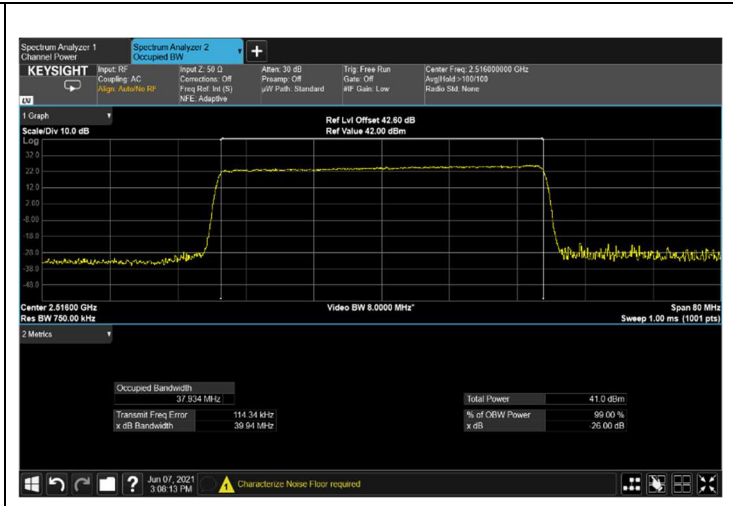 Spectrum Analyzer 1
Channel Power
Spectrum Analyzer 2
Occupied BW
+
KEYSIGHT
Input: RF
Coupling: AC
Align: Auto/No RF
Input Z: 50 Ω
Corrections: Off
Freq Ref: Int (S)
NFE: Adaptive
Atten: 30 dB
Preamp: Off
µW Path: Standard
Trig: Free Run
Gate: Off
#IF Gain: Low
Center Freq: 2.516000000 GHz
Avg|Hold:>100/100
Radio Std: None
LXI
1 Graph
Scale/Div 10.0 dB
Ref Lvl Offset 42.60 dB
Ref Value 42.00 dBm
Log
32.0
22.0
12.0
2.00
-8.00
-18.0
-28.0
-38.0
-48.0
Center 2.51600 GHz
Res BW 750.00 kHz
Video BW 8.0000 MHz*
Span 80 MHz
Sweep 1.00 ms (1001 pts)
2 Metrics
Occupied Bandwidth
37.934 MHz
Transmit Freq Error 114.34 kHz
x dB Bandwidth 39.94 MHz
Total Power 41.0 dBm
% of OBW Power 99.00 %
x dB -26.00 dB
?
Jun 07, 2021
3:06:13 PM
1
Characterize Noise Floor required